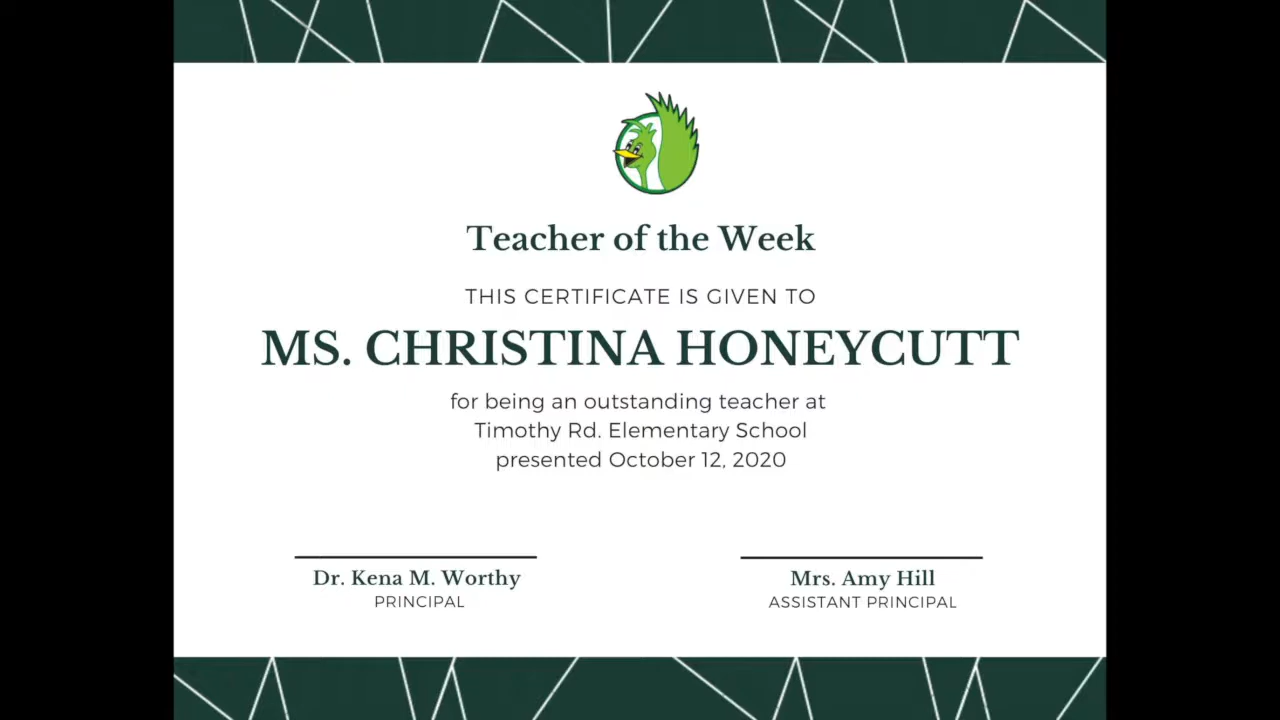 Teacher of the Week
THIS CERTIFICATE IS GIVEN TO
MS. CHRISTINA HONEYCUTT
for being an outstanding teacher at
Timothy Rd. Elementary School
presented October 12, 2020
Dr. Kena M. Worthy
PRINCIPAL
Mrs. Amy Hill
ASSISTANT PRINCIPAL